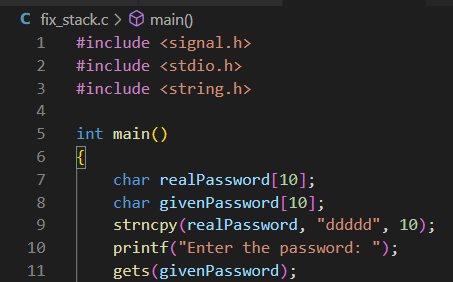 C fix_stack.c > main()
1 #include <signal.h>
2 #include <stdio.h>
3 #include <string.h>
4
5 int main()
6 {
7 char realPassword[10];
8 char givenPassword[10];
9 strncpy(realPassword, "ddddd", 10);
10 printf("Enter the password: ");
11 gets(givenPassword);